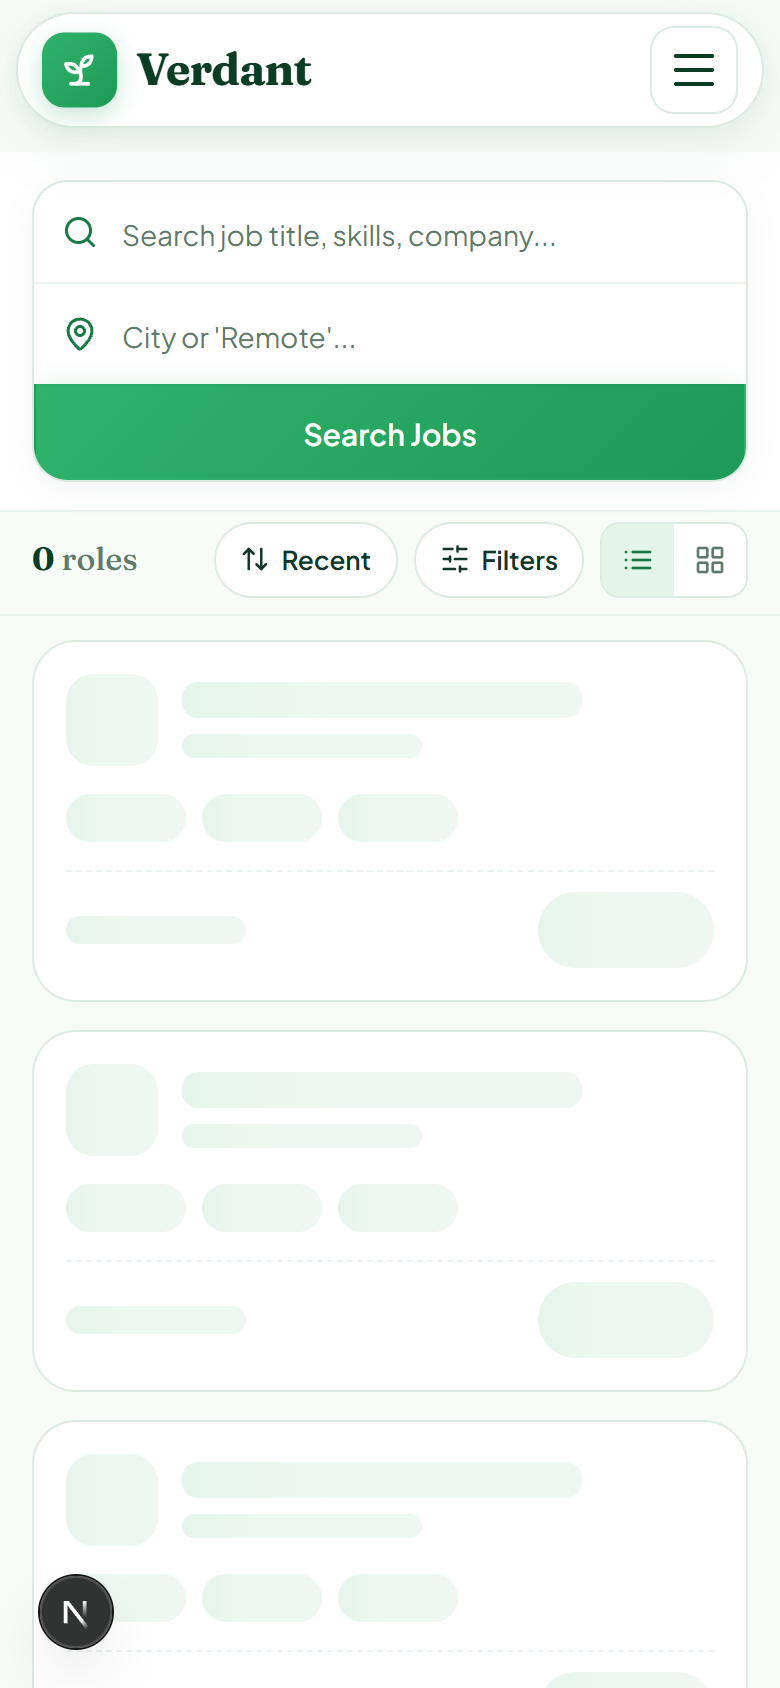 Verdant
Search job title, skills, company...
City or 'Remote'...
Search Jobs
0 roles
Recent
Filters
N